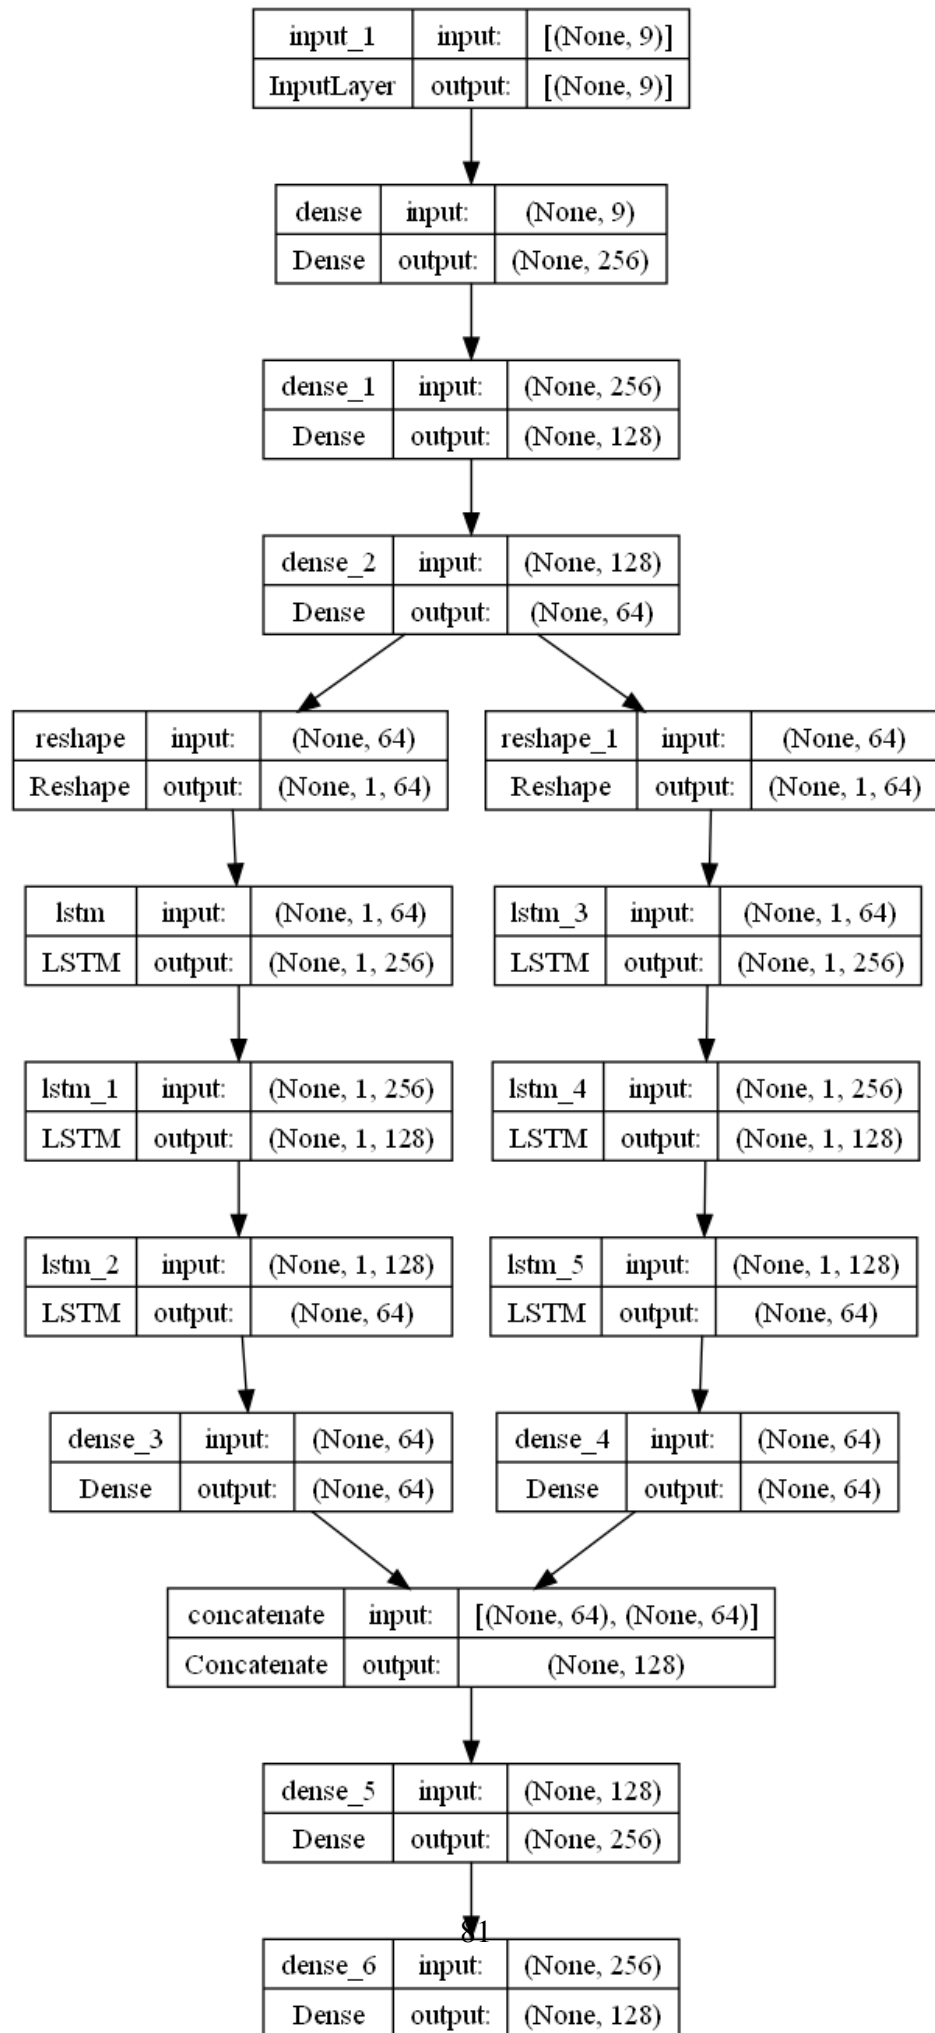 input_1 input: [(None, 9)]
InputLayer output: [(None, 9)]
dense input: (None, 9)
Dense output: (None, 256)
dense_1 input: (None, 256)
Dense output: (None, 128)
dense_2 input: (None, 128)
Dense output: (None, 64)
reshape input: (None, 64)
Reshape output: (None, 1, 64)
reshape_1 input: (None, 64)
Reshape output: (None, 1, 64)
lstm input: (None, 1, 64)
LSTM output: (None, 1, 256)
lstm_3 input: (None, 1, 64)
LSTM output: (None, 1, 256)
lstm_1 input: (None, 1, 256)
LSTM output: (None, 1, 128)
lstm_4 input: (None, 1, 256)
LSTM output: (None, 1, 128)
lstm_2 input: (None, 1, 128)
LSTM output: (None, 64)
lstm_5 input: (None, 1, 128)
LSTM output: (None, 64)
dense_3 input: (None, 64)
Dense output: (None, 64)
dense_4 input: (None, 64)
Dense output: (None, 64)
concatenate input: [(None, 64), (None, 64)]
Concatenate output: (None, 128)
dense_5 input: (None, 128)
Dense output: (None, 256)
81
dense_6 input: (None, 256)
Dense output: (None, 128)